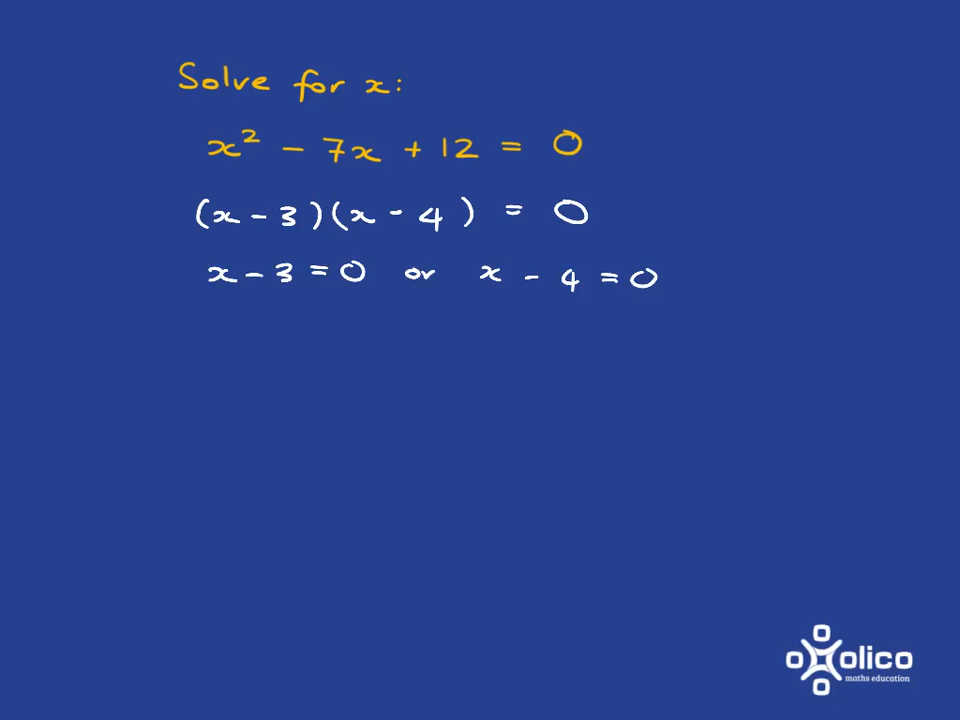 Solve for x:
x² - 7x + 12 = 0
(x - 3)(x - 4) = 0
x - 3 = 0 or x - 4 = 0
olico
maths education